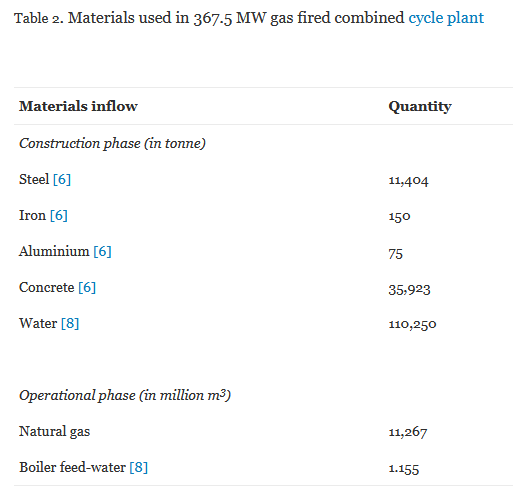 Table 2. Materials used in 367.5 MW gas fired combined cycle plant
Materials inflow Quantity
Construction phase (in tonne)
Steel [6] 11,404
Iron [6] 150
Aluminium [6] 75
Concrete [6] 35,923
Water [8] 110,250
Operational phase (in million m³)
Natural gas 11,267
Boiler feed-water [8] 1.155